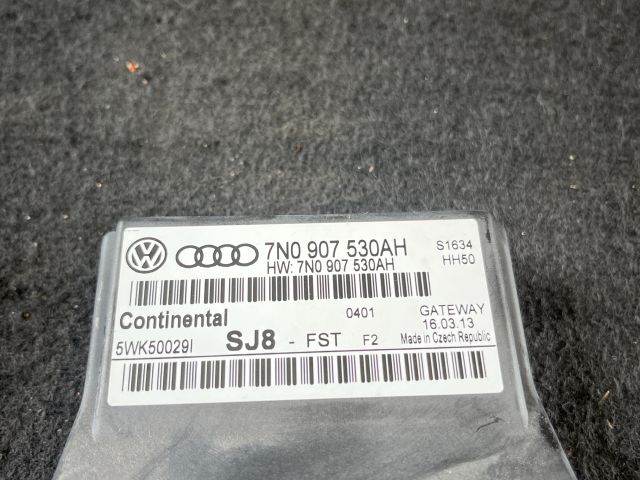 7N0 907 530AH S1634
HW: 7N0 907 530AH HH50
Continental 0401 GATEWAY
16.03.13
5WK50029I SJ8 - FST F2 Made in Czech Republic